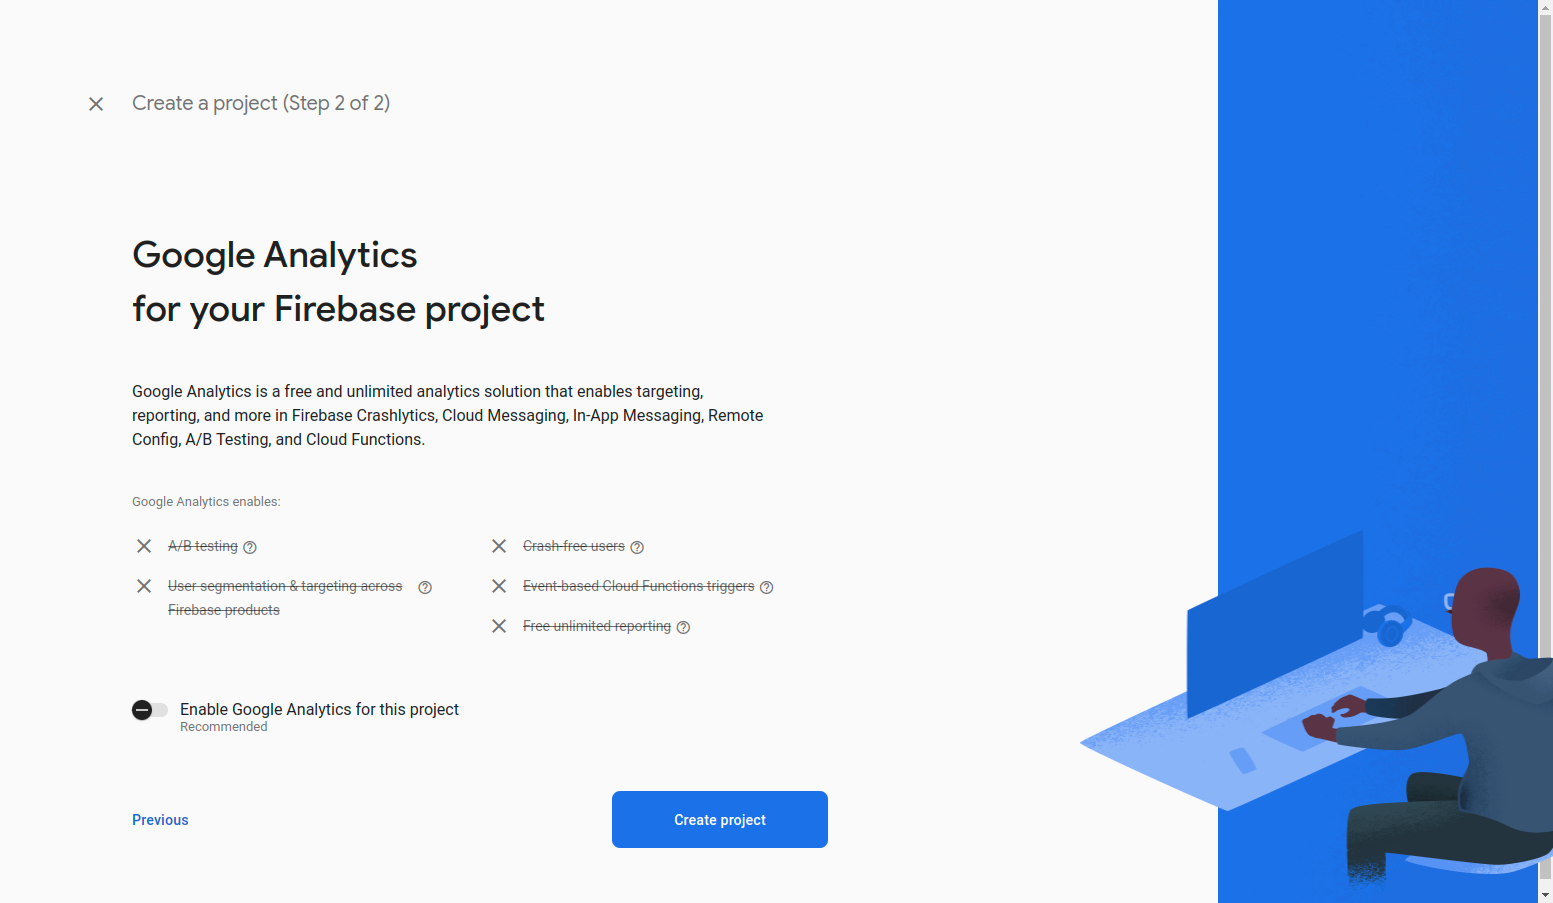 Create a project (Step 2 of 2)
Google Analytics
for your Firebase project
Google Analytics is a free and unlimited analytics solution that enables targeting,
reporting, and more in Firebase Crashlytics, Cloud Messaging, In-App Messaging, Remote
Config, A/B Testing, and Cloud Functions.
Google Analytics enables:
A/B testing
User segmentation & targeting across
Firebase products
Crash-free users
Event-based Cloud Functions triggers
Free unlimited reporting
Enable Google Analytics for this project
Recommended
Previous
Create project